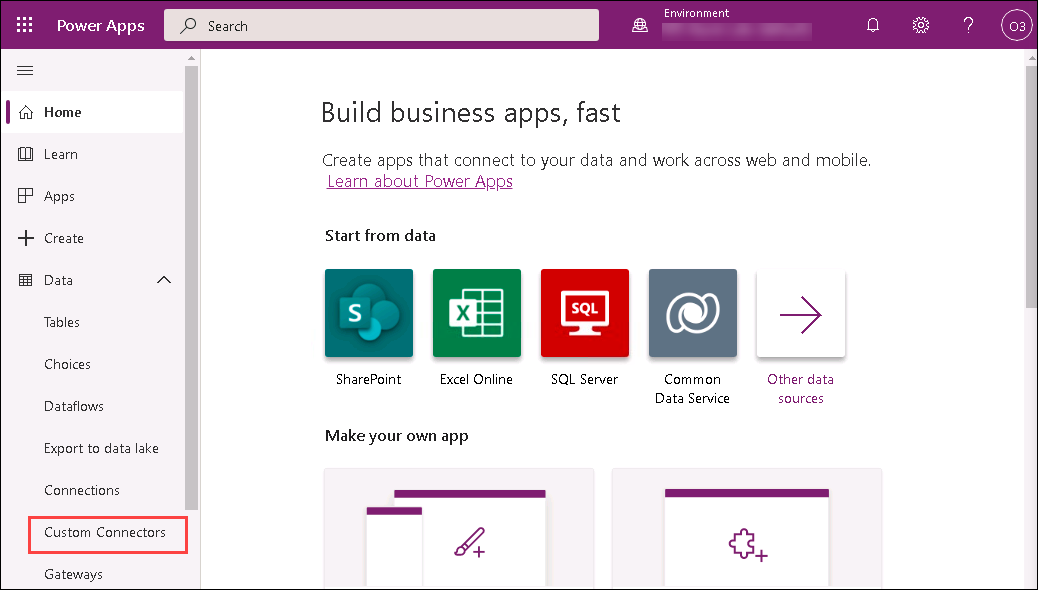 Power Apps
Search
Environment
O3
Home
Learn
Apps
Create
Data
Tables
Choices
Dataflows
Export to data lake
Connections
Custom Connectors
Gateways
Build business apps, fast
Create apps that connect to your data and work across web and mobile.
Learn about Power Apps
Start from data
S
X
SQL
SharePoint
Excel Online
SQL Server
Common
Data Service
Other data
sources
Make your own app